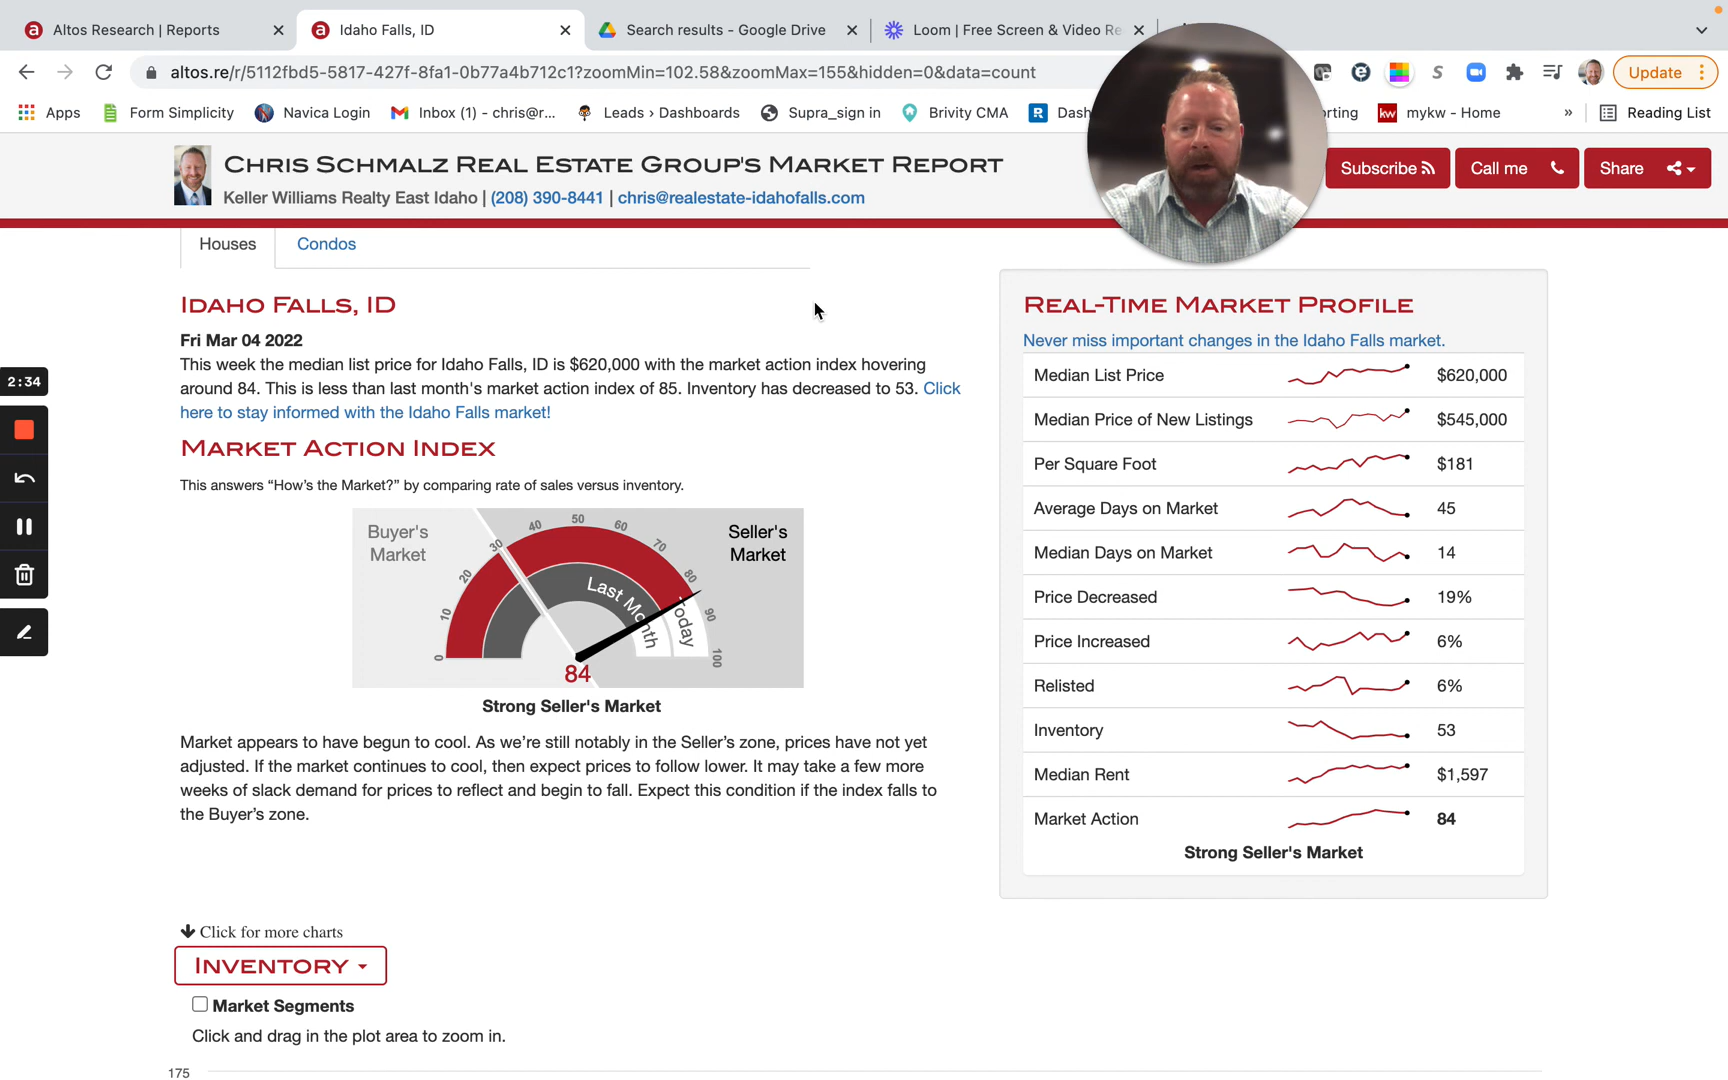 Altos Research | Reports
Idaho Falls, ID
Search results - Google Drive
Loom | Free Screen & Video Re
altos.re/r/5112fbd5-5817-427f-8fa1-0b77a4b712c1?zoomMin=102.58&zoomMax=155&hidden=0&data=count
Update
Apps
Form Simplicity
Navica Login
Inbox (1) - chris@r...
Leads › Dashboards
Supra_sign in
Brivity CMA
Dash
orting
mykw - Home
»
Reading List
CHRIS SCHMALZ REAL ESTATE GROUP'S MARKET REPORT
Keller Williams Realty East Idaho | (208) 390-8441 | chris@realestate-idahofalls.com
Subscribe
Call me
Share
Houses
Condos
IDAHO FALLS, ID
Fri Mar 04 2022
This week the median list price for Idaho Falls, ID is $620,000 with the market action index hovering
around 84. This is less than last month's market action index of 85. Inventory has decreased to 53. Click
here to stay informed with the Idaho Falls market!
MARKET ACTION INDEX
This answers “How’s the Market?” by comparing rate of sales versus inventory.
Buyer's
Market
Seller's
Market
0
10
20
30
40
50
60
70
80
90
100
Last Month
Today
84
Strong Seller's Market
Market appears to have begun to cool. As we’re still notably in the Seller’s zone, prices have not yet
adjusted. If the market continues to cool, then expect prices to follow lower. It may take a few more
weeks of slack demand for prices to reflect and begin to fall. Expect this condition if the index falls to
the Buyer’s zone.
Click for more charts
INVENTORY
Market Segments
Click and drag in the plot area to zoom in.
175
REAL-TIME MARKET PROFILE
Never miss important changes in the Idaho Falls market.
Median List Price $620,000
Median Price of New Listings $545,000
Per Square Foot $181
Average Days on Market 45
Median Days on Market 14
Price Decreased 19%
Price Increased 6%
Relisted 6%
Inventory 53
Median Rent $1,597
Market Action 84
Strong Seller's Market
2:34